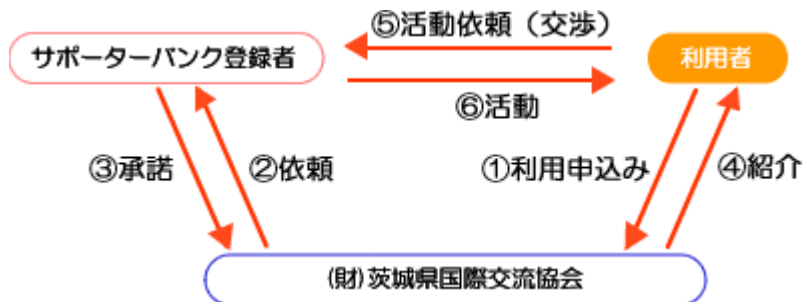 ⑤活動依頼（交渉）
サポーターバンク登録者
利用者
⑥活動
③承諾
②依頼
①利用申込み
④紹介
(財)茨城県国際交流協会